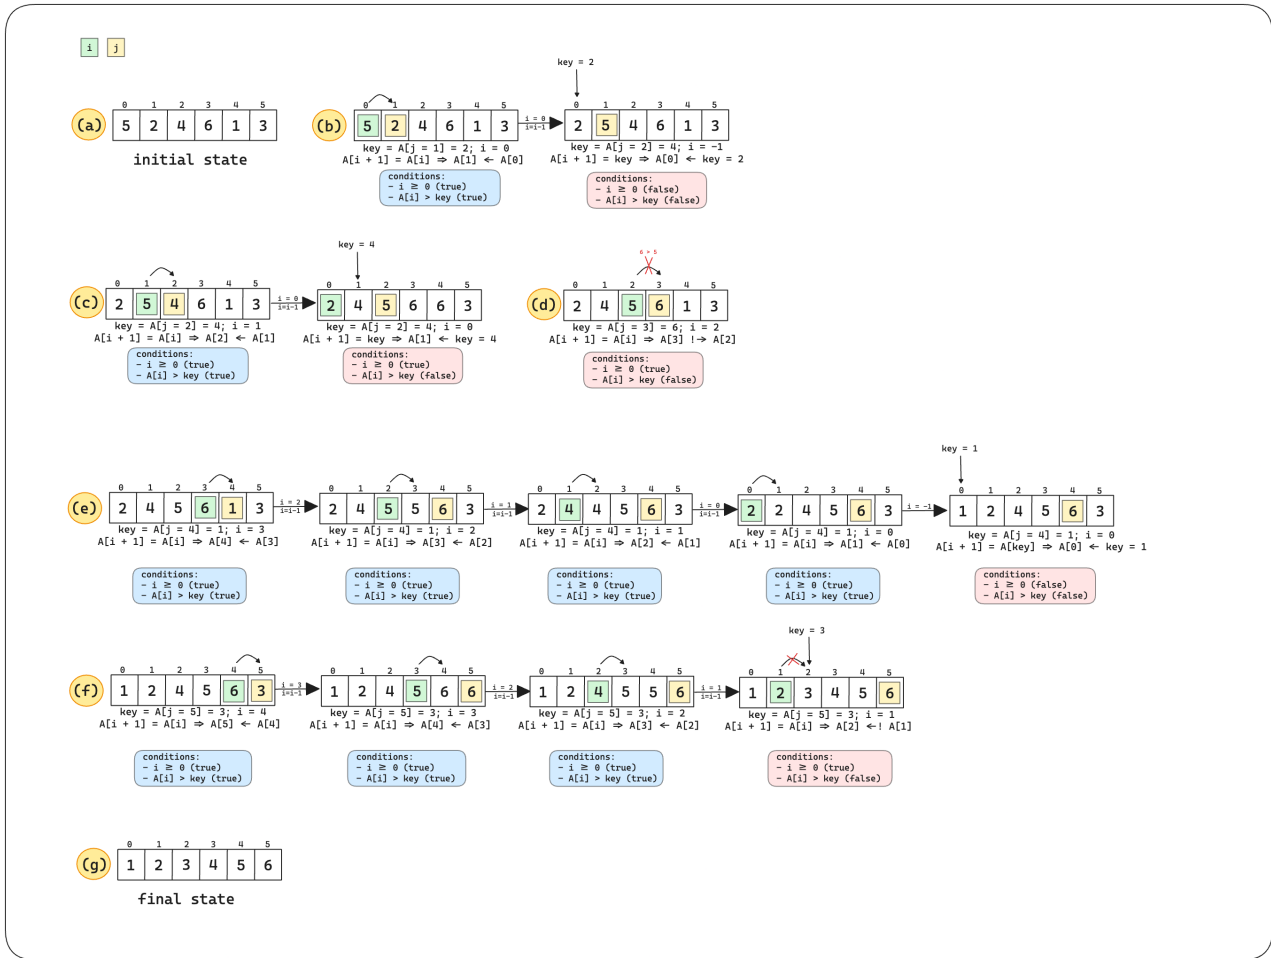 i j
(a)
0 1 2 3 4 5
5 2 4 6 1 3
initial state
(b)
0 1 2 3 4 5
5 2 4 6 1 3
key = A[j = 1] = 2; i = 0
A[i + 1] = A[i] ⇒ A[1] ← A[0]
conditions:
- i ≥ 0 (true)
- A[i] > key (true)
i = 0
i=i-1
key = 2
0 1 2 3 4 5
2 5 4 6 1 3
key = A[j = 2] = 4; i = -1
A[i + 1] = key ⇒ A[0] ← key = 2
conditions:
- i ≥ 0 (false)
- A[i] > key (false)
(c)
0 1 2 3 4 5
2 5 4 6 1 3
key = A[j = 2] = 4; i = 1
A[i + 1] = A[i] ⇒ A[2] ← A[1]
conditions:
- i ≥ 0 (true)
- A[i] > key (true)
i = 0
i=i-1
key = 4
0 1 2 3 4 5
2 4 5 6 6 3
key = A[j = 2] = 4; i = 0
A[i + 1] = key ⇒ A[1] ← key = 4
conditions:
- i ≥ 0 (true)
- A[i] > key (false)
(d)
6 > 5
0 1 2 3 4 5
2 4 5 6 1 3
key = A[j = 3] = 6; i = 2
A[i + 1] = A[i] ⇒ A[3] !→ A[2]
conditions:
- i ≥ 0 (true)
- A[i] > key (false)
(e)
0 1 2 3 4 5
2 4 5 6 1 3
key = A[j = 4] = 1; i = 3
A[i + 1] = A[i] ⇒ A[4] ← A[3]
conditions:
- i ≥ 0 (true)
- A[i] > key (true)
i = 2
i=i-1
0 1 2 3 4 5
2 4 5 5 6 3
key = A[j = 4] = 1; i = 2
A[i + 1] = A[i] ⇒ A[3] ← A[2]
conditions:
- i ≥ 0 (true)
- A[i] > key (true)
i = 1
i=i-1
0 1 2 3 4 5
2 4 4 5 6 3
key = A[j = 4] = 1; i = 1
A[i + 1] = A[i] ⇒ A[2] ← A[1]
conditions:
- i ≥ 0 (true)
- A[i] > key (true)
i = 0
i=i-1
0 1 2 3 4 5
2 2 4 5 6 3
key = A[j = 4] = 1; i = 0
A[i + 1] = A[i] ⇒ A[1] ← A[0]
conditions:
- i ≥ 0 (true)
- A[i] > key (true)
i = -1
key = 1
0 1 2 3 4 5
1 2 4 5 6 3
key = A[j = 4] = 1; i = 0
A[i + 1] = A[key] ⇒ A[0] ← key = 1
conditions:
- i ≥ 0 (false)
- A[i] > key (false)
(f)
0 1 2 3 4 5
1 2 4 5 6 3
key = A[j = 5] = 3; i = 4
A[i + 1] = A[i] ⇒ A[5] ← A[4]
conditions:
- i ≥ 0 (true)
- A[i] > key (true)
i = 3
i=i-1
0 1 2 3 4 5
1 2 4 5 6 6
key = A[j = 5] = 3; i = 3
A[i + 1] = A[i] ⇒ A[4] ← A[3]
conditions:
- i ≥ 0 (true)
- A[i] > key (true)
i = 2
i=i-1
0 1 2 3 4 5
1 2 4 5 5 6
key = A[j = 5] = 3; i = 2
A[i + 1] = A[i] ⇒ A[3] ← A[2]
conditions:
- i ≥ 0 (true)
- A[i] > key (true)
i = 1
i=i-1
key = 3
0 1 2 3 4 5
1 2 3 4 5 6
key = A[j = 5] = 3; i = 1
A[i + 1] = A[i] ⇒ A[2] ←! A[1]
conditions:
- i ≥ 0 (true)
- A[i] > key (false)
(g)
0 1 2 3 4 5
1 2 3 4 5 6
final state